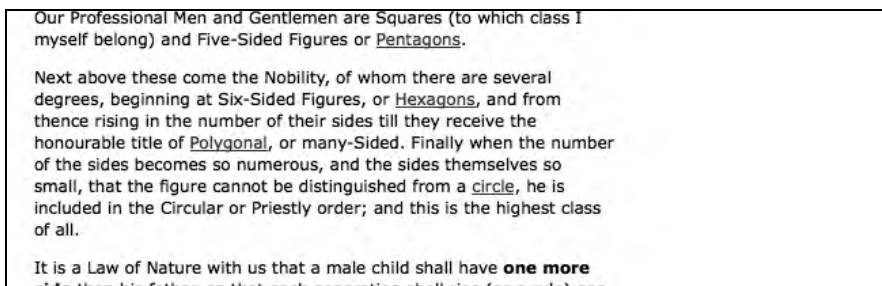 Our Professional Men and Gentlemen are Squares (to which class I
myself belong) and Five-Sided Figures or Pentagons.
Next above these come the Nobility, of whom there are several
degrees, beginning at Six-Sided Figures, or Hexagons, and from
thence rising in the number of their sides till they receive the
honourable title of Polygonal, or many-Sided. Finally when the number
of the sides becomes so numerous, and the sides themselves so
small, that the figure cannot be distinguished from a circle, he is
included in the Circular or Priestly order; and this is the highest class
of all.
It is a Law of Nature with us that a male child shall have one more